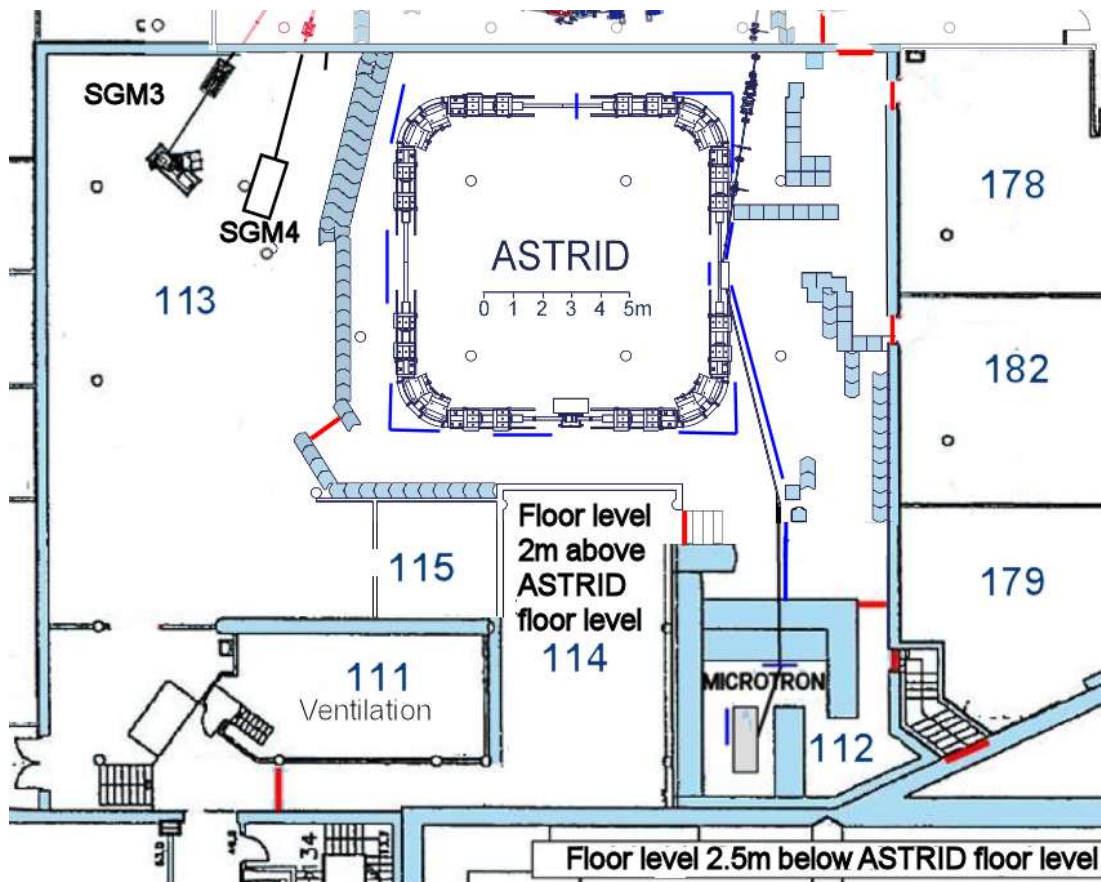 SGM3
SGM4
113
ASTRID
0 1 2 3 4 5m
178
182
179
Floor level
2m above
ASTRID
floor level
115
114
111
Ventilation
MICROTRON
112
34
Floor level 2.5m below ASTRID floor level